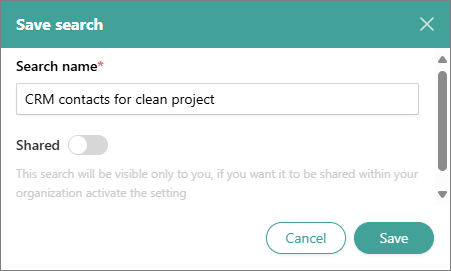 Save search
Search name*
CRM contacts for clean project
Shared
This search will be visible only to you, if you want it to be shared within your
organization activate the setting
Cancel
Save